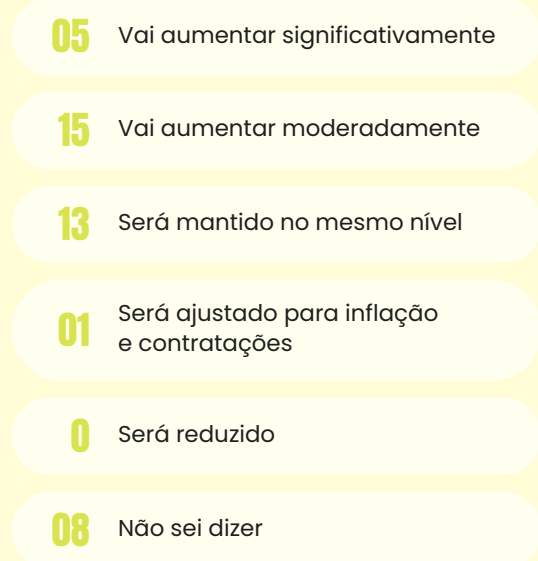 05 Vai aumentar significativamente
15 Vai aumentar moderadamente
13 Será mantido no mesmo nível
01 Será ajustado para inflação
e contratações
0 Será reduzido
08 Não sei dizer